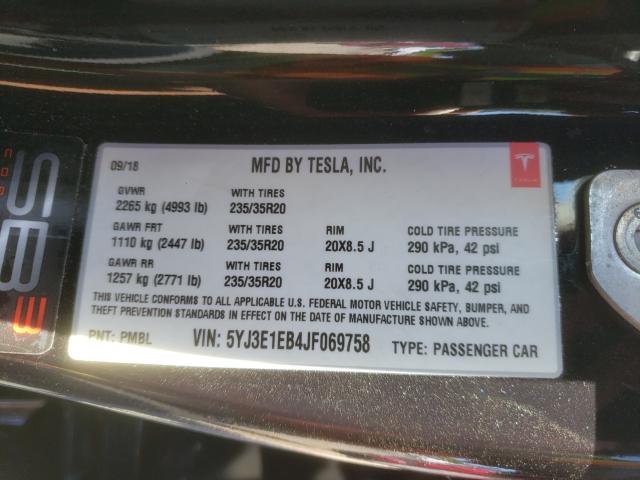 09/18 MFD BY TESLA, INC.
TESLA
GVWR WITH TIRES
2265 kg (4993 lb) 235/35R20
GAWR FRT WITH TIRES RIM COLD TIRE PRESSURE
1110 kg (2447 lb) 235/35R20 20X8.5 J 290 kPa, 42 psi
GAWR RR WITH TIRES RIM COLD TIRE PRESSURE
1257 kg (2771 lb) 235/35R20 20X8.5 J 290 kPa, 42 psi
THIS VEHICLE CONFORMS TO ALL APPLICABLE U.S. FEDERAL MOTOR VEHICLE SAFETY, BUMPER, AND
THEFT PREVENTION STANDARDS IN EFFECT ON THE DATE OF MANUFACTURE SHOWN ABOVE.
PNT: PMBL VIN: 5YJ3E1EB4JF069758 TYPE: PASSENGER CAR